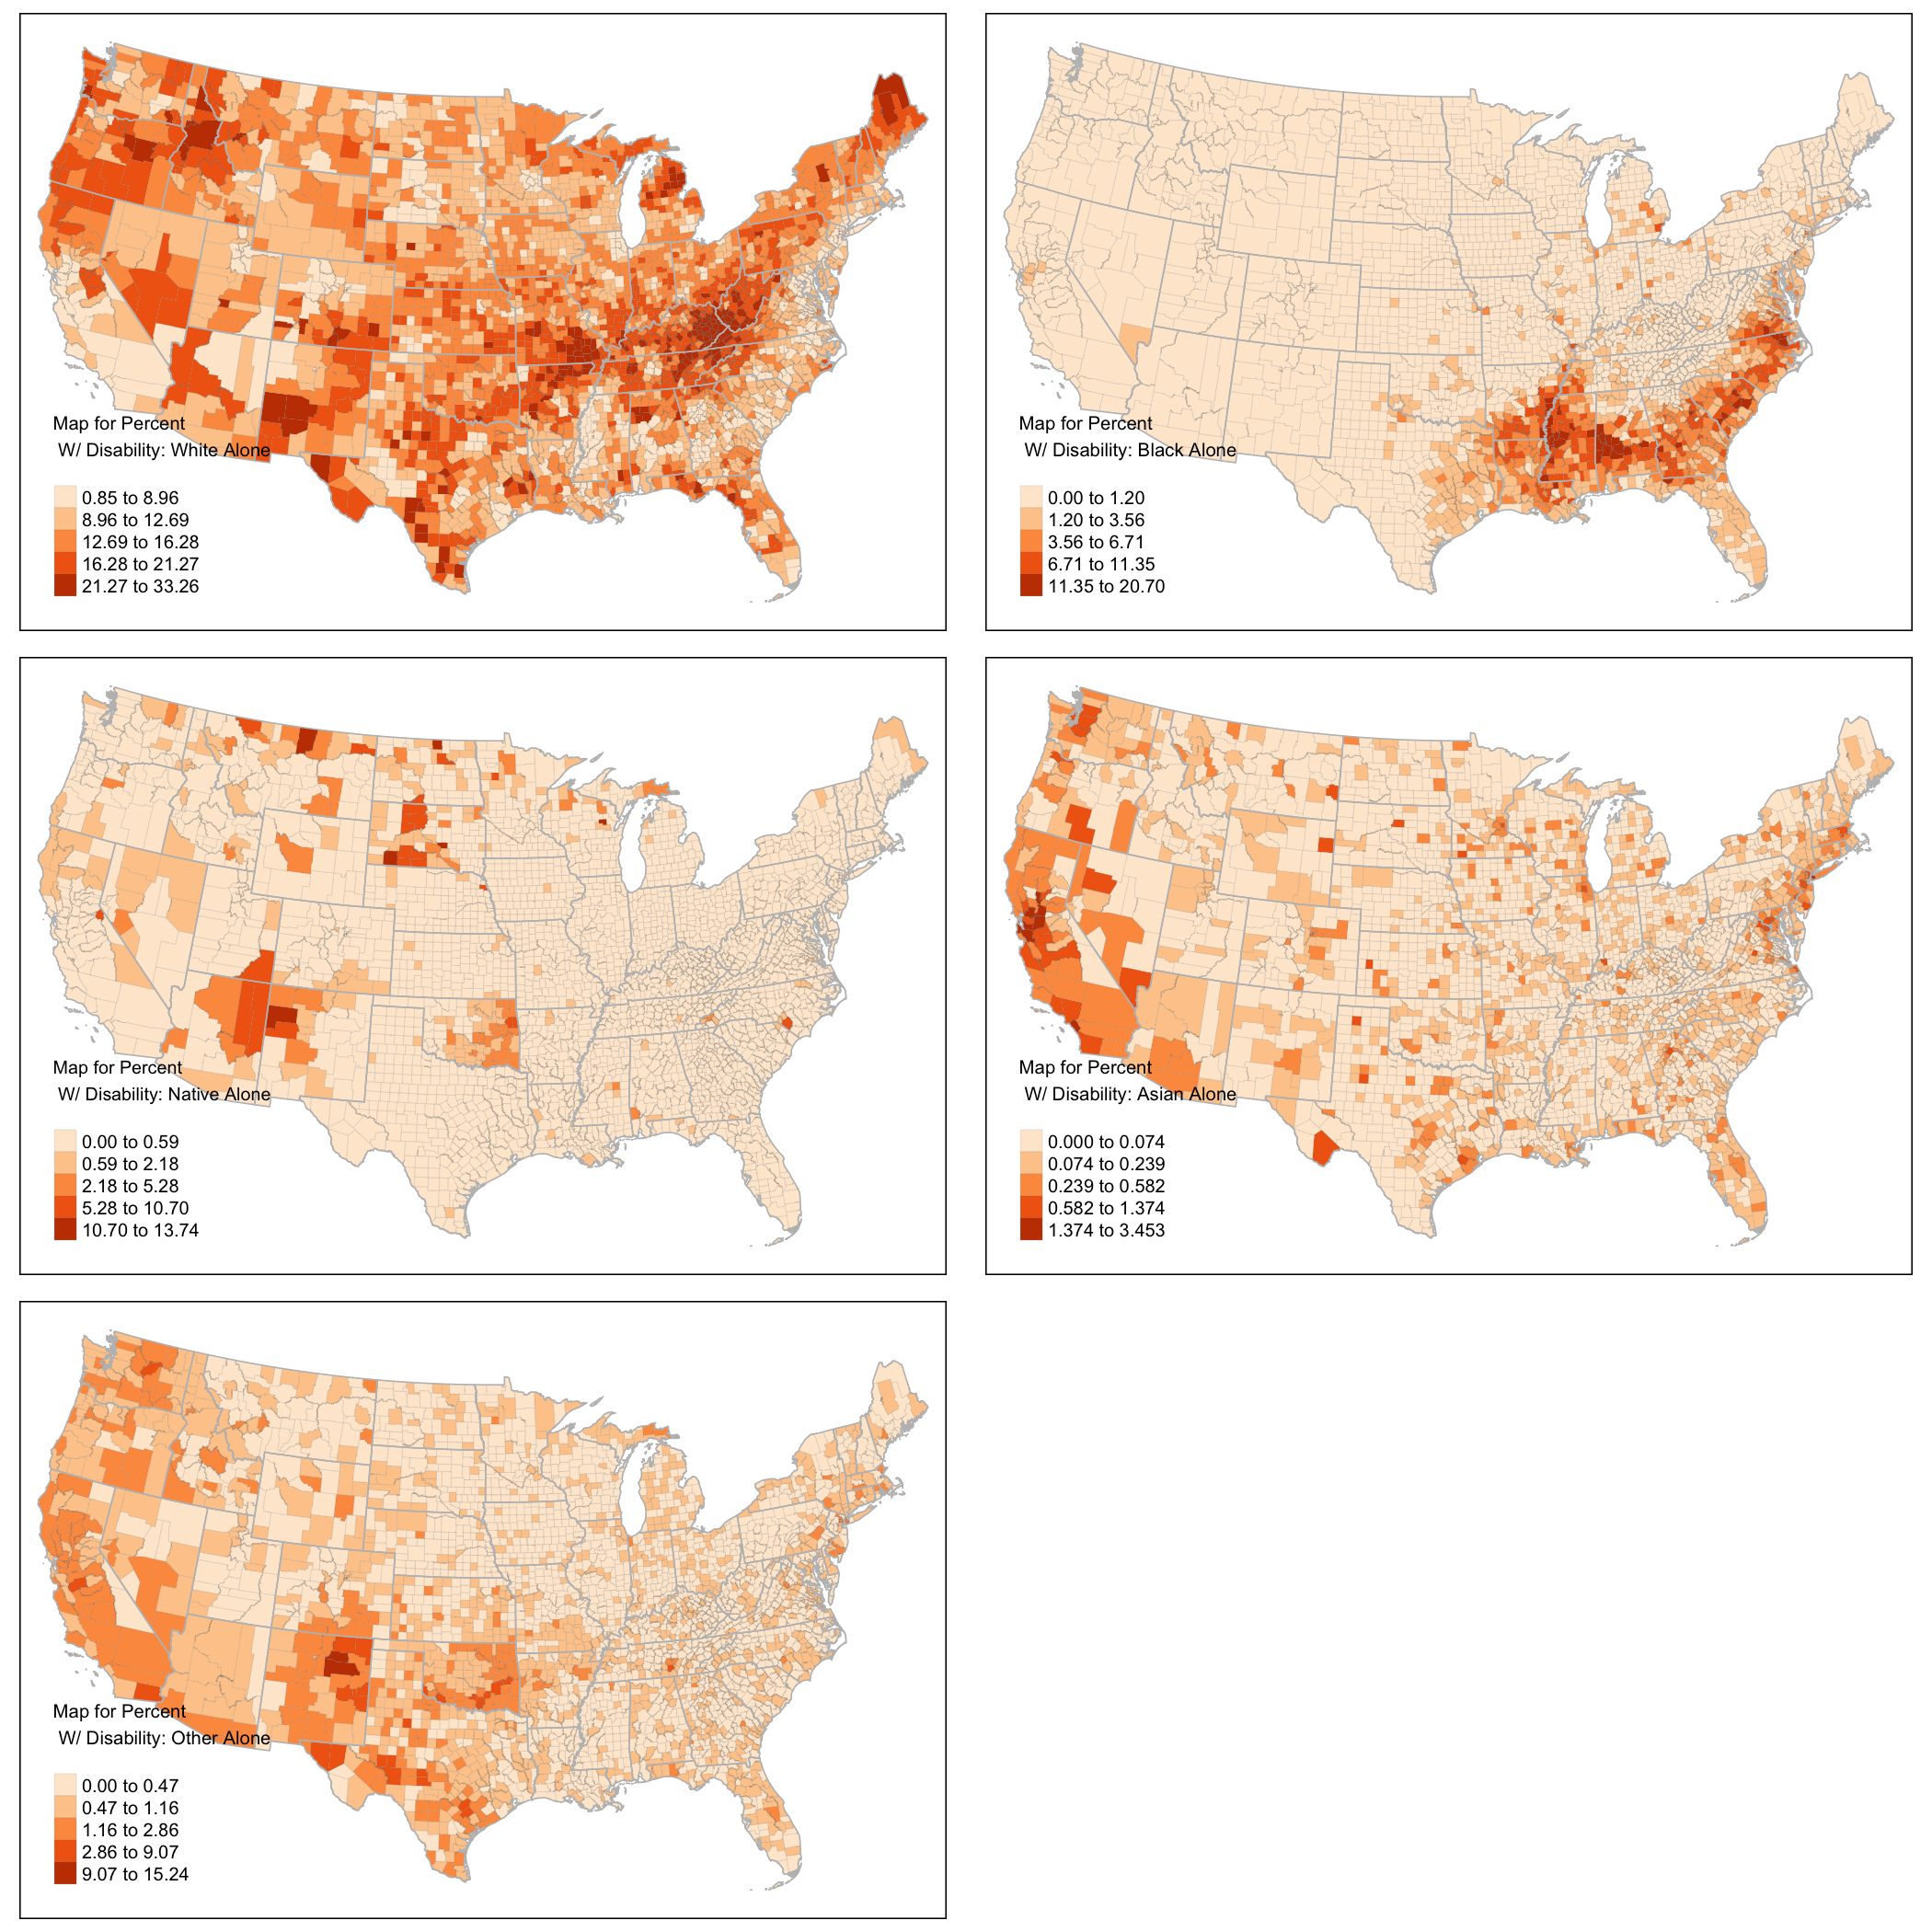 Map for Percent
W/ Disability: White Alone
0.85 to 8.96
8.96 to 12.69
12.69 to 16.28
16.28 to 21.27
21.27 to 33.26
Map for Percent
W/ Disability: Black Alone
0.00 to 1.20
1.20 to 3.56
3.56 to 6.71
6.71 to 11.35
11.35 to 20.70
Map for Percent
W/ Disability: Native Alone
0.00 to 0.59
0.59 to 2.18
2.18 to 5.28
5.28 to 10.70
10.70 to 13.74
Map for Percent
W/ Disability: Asian Alone
0.000 to 0.074
0.074 to 0.239
0.239 to 0.582
0.582 to 1.374
1.374 to 3.453
Map for Percent
W/ Disability: Other Alone
0.00 to 0.47
0.47 to 1.16
1.16 to 2.86
2.86 to 9.07
9.07 to 15.24